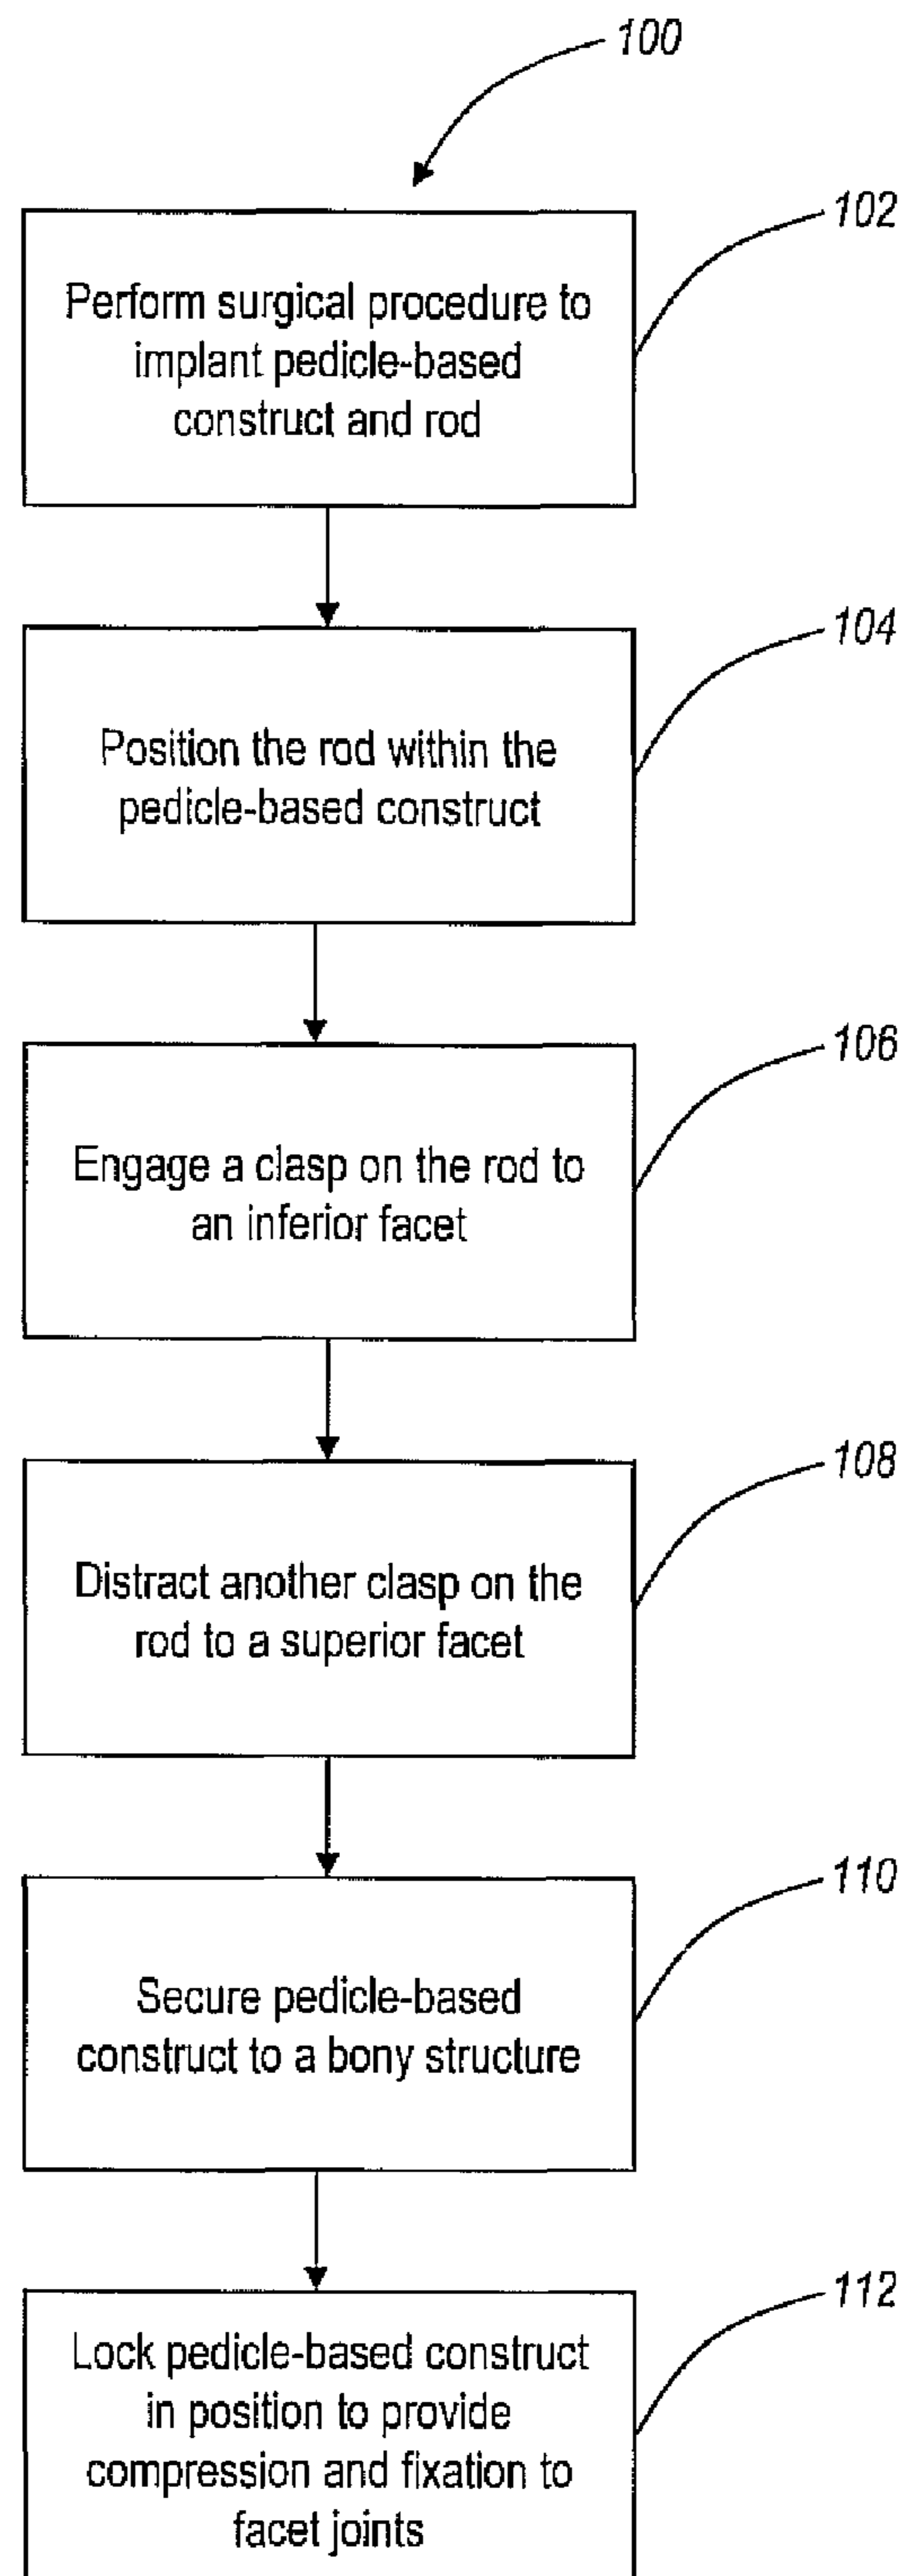 100
102
Perform surgical procedure to
implant pedicle-based
construct and rod
104
Position the rod within the
pedicle-based construct
106
Engage a clasp on the rod to
an inferior facet
108
Distract another clasp on the
rod to a superior facet
110
Secure pedicle-based
construct to a bony structure
112
Lock pedicle-based construct
in position to provide
compression and fixation to
facet joints